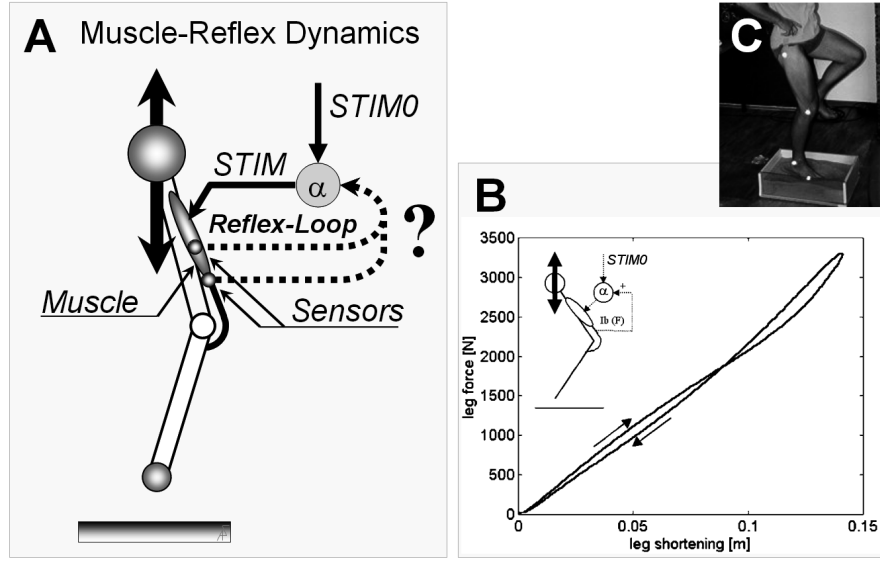 A Muscle-Reflex Dynamics
STIM0
STIM
α
Reflex-Loop
?
Muscle
Sensors
C
B
3500
3000
2500
2000
1500
1000
500
0
leg force [N]
STIM0
α
+
Ib (F)
0
0.05
0.1
0.15
leg shortening [m]